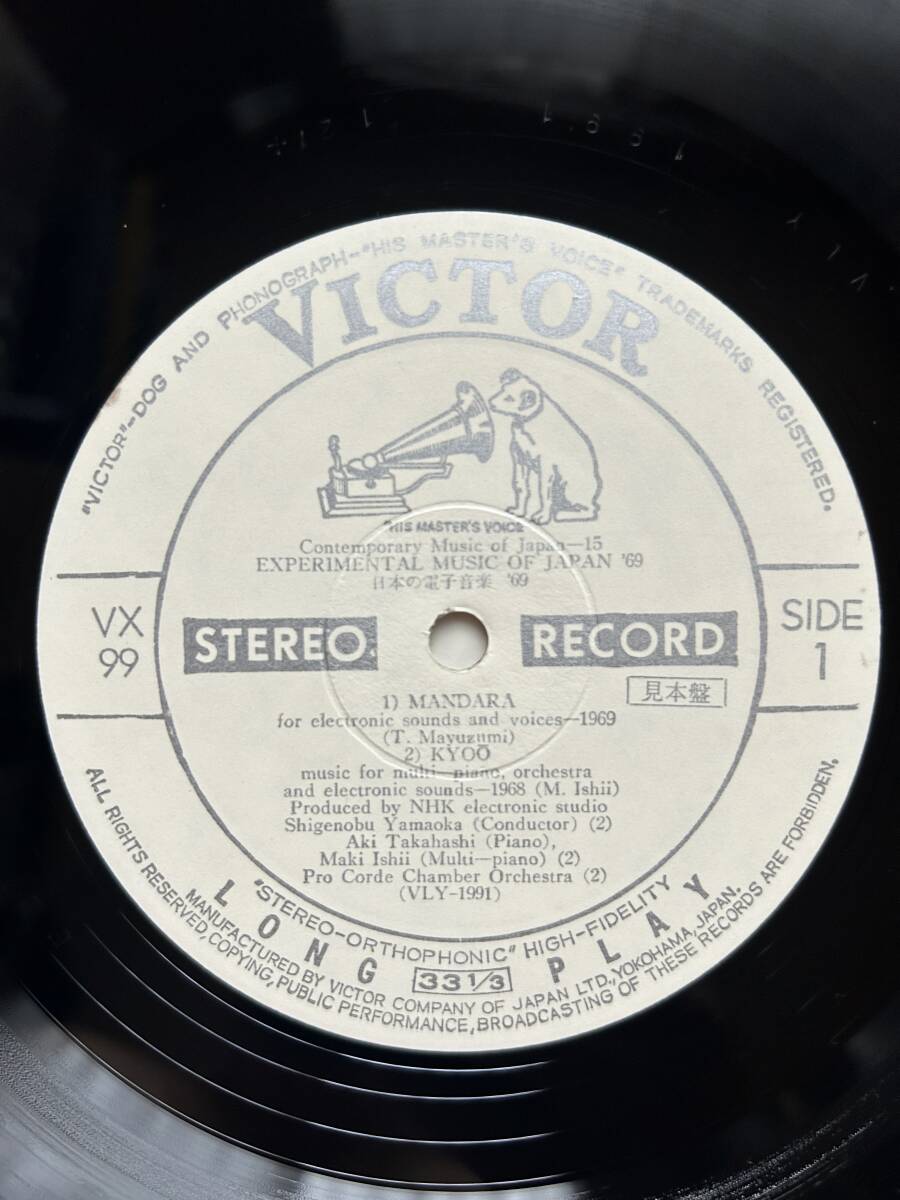 "VICTOR"—DOG AND PHONOGRAPH—"HIS MASTER'S VOICE" TRADEMARKS REGISTERED.
VICTOR
"HIS MASTER'S VOICE"
Contemporary Music of Japan—15
EXPERIMENTAL MUSIC OF JAPAN '69
日本の電子音楽 '69
VX
99
STEREO
RECORD
SIDE
1
見本盤
1) MANDARA
for electronic sounds and voices—1969
(T. Mayuzumi)
2) KYOŌ
music for multi—piano, orchestra
and electronic sounds—1968 (M. Ishii)
Produced by NHK electronic studio
Shigenobu Yamaoka (Conductor) (2)
Aki Takahashi (Piano),
Maki Ishii (Multi—piano) (2)
Pro Corde Chamber Orchestra (2)
(VLY-1991)
"STEREO-ORTHOPHONIC" HIGH-FIDELITY
LONG 33 1/3 PLAY
MANUFACTURED BY VICTOR COMPANY OF JAPAN LTD., YOKOHAMA, JAPAN.
ALL RIGHTS RESERVED, COPYING, PUBLIC PERFORMANCE, BROADCASTING OF THESE RECORDS ARE FORBIDDEN.